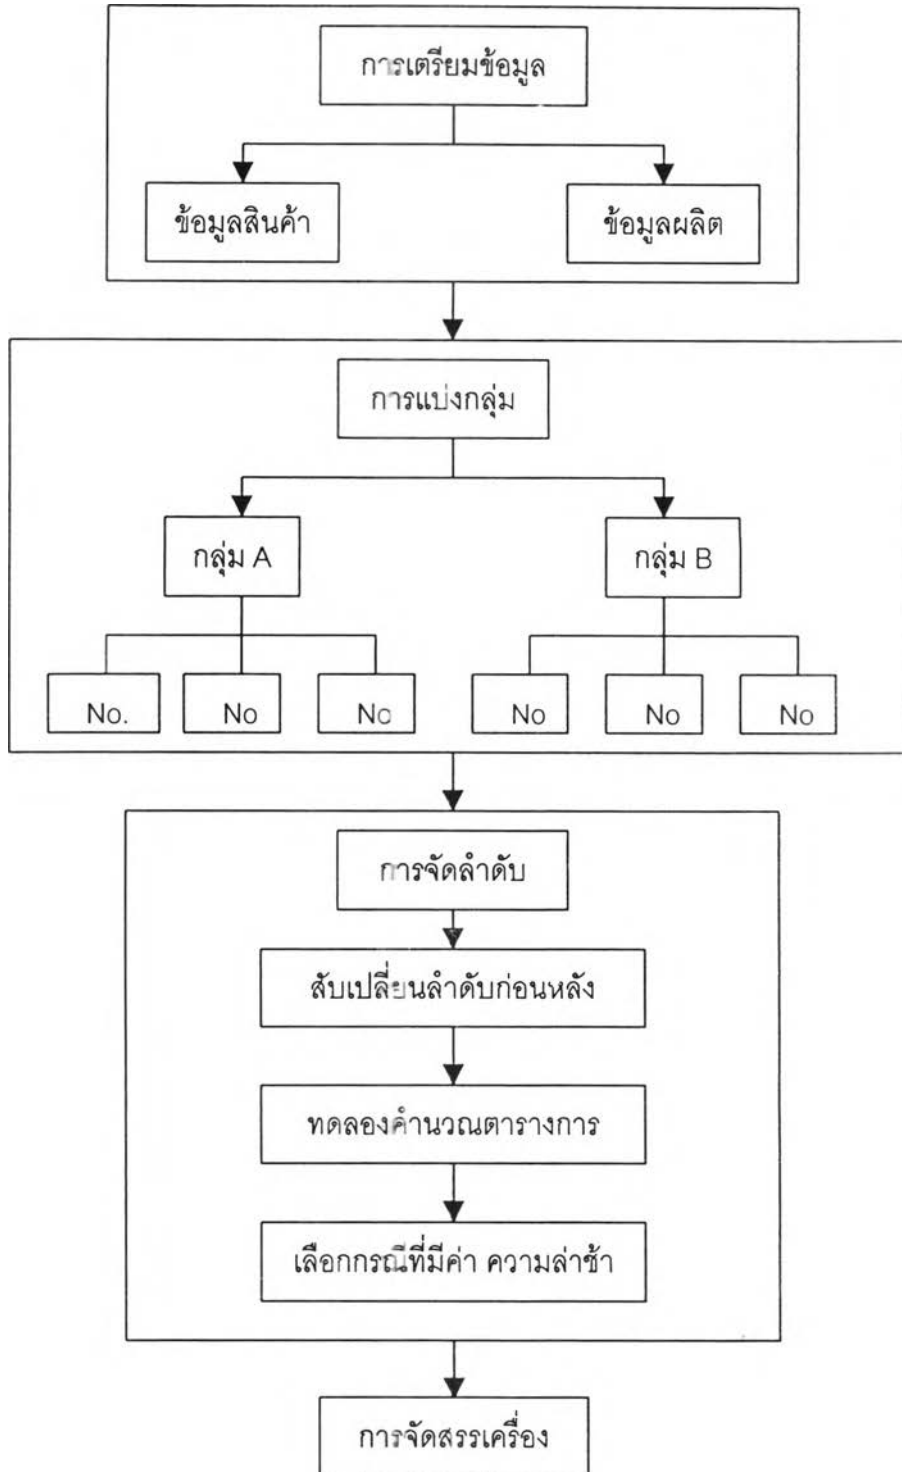 การเตรียมข้อมูล
ข้อมูลสินค้า
ข้อมูลผลิต
การแบ่งกลุ่ม
กลุ่ม A
กลุ่ม B
No.
No
No
No
No
No
การจัดลำดับ
สับเปลี่ยนลำดับก่อนหลัง
ทดลองคำนวณตารางการ
เลือกกรณีที่มีค่า ความล่าช้า
การจัดสรรเครื่อง